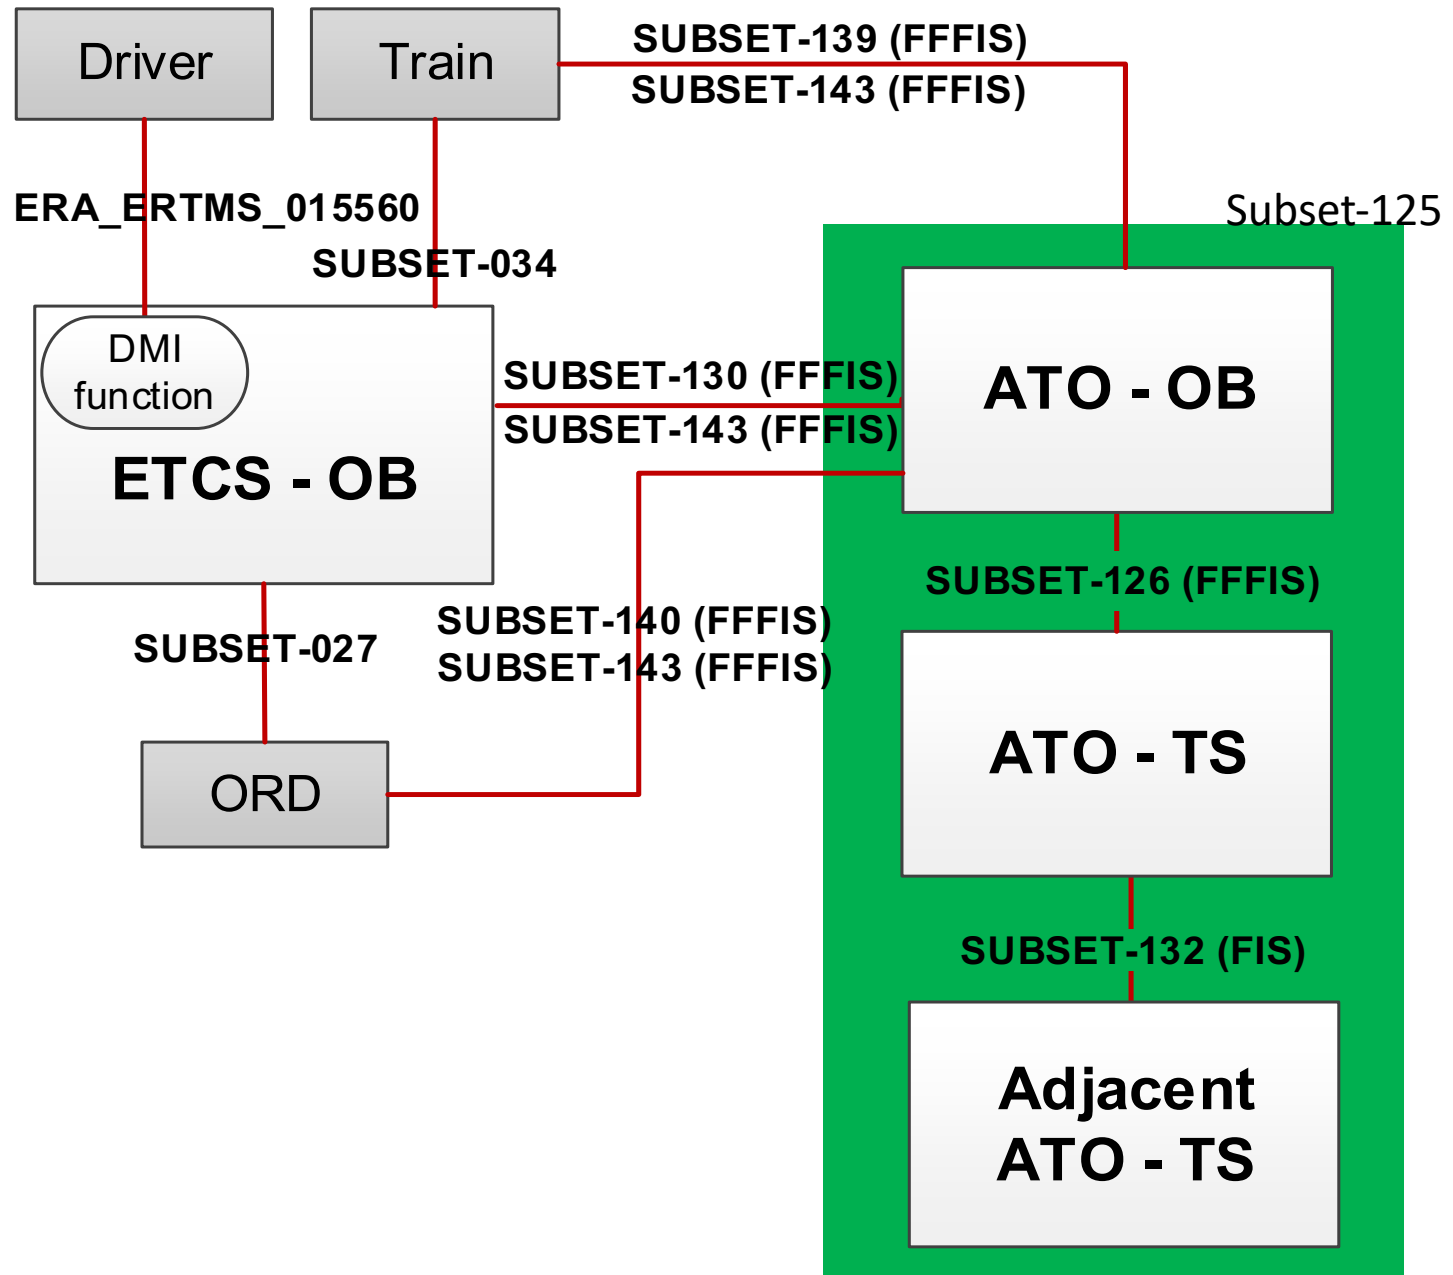 Driver
Train
SUBSET-139 (FFFIS)
SUBSET-143 (FFFIS)
ERA_ERTMS_015560
SUBSET-034
Subset-125
DMI
function
ETCS - OB
SUBSET-130 (FFFIS)
SUBSET-143 (FFFIS)
ATO - OB
SUBSET-126 (FFFIS)
SUBSET-027
SUBSET-140 (FFFIS)
SUBSET-143 (FFFIS)
ORD
ATO - TS
SUBSET-132 (FIS)
Adjacent
ATO - TS